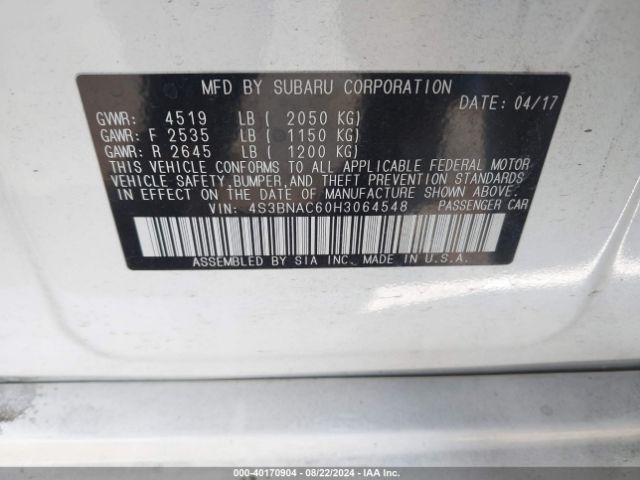 MFD BY SUBARU CORPORATION
DATE: 04/17
GVWR: 4519 LB ( 2050 KG)
GAWR: F 2535 LB ( 1150 KG)
GAWR: R 2645 LB ( 1200 KG)
THIS VEHICLE CONFORMS TO ALL APPLICABLE FEDERAL MOTOR
VEHICLE SAFETY, BUMPER, AND THEFT PREVENTION STANDARDS
IN EFFECT ON THE DATE OF MANUFACTURE SHOWN ABOVE.
VIN: 4S3BNAC60H3064548 PASSENGER CAR
ASSEMBLED BY SIA INC. MADE IN U.S.A.
000-40170904 - 08/22/2024 - IAAI.COM